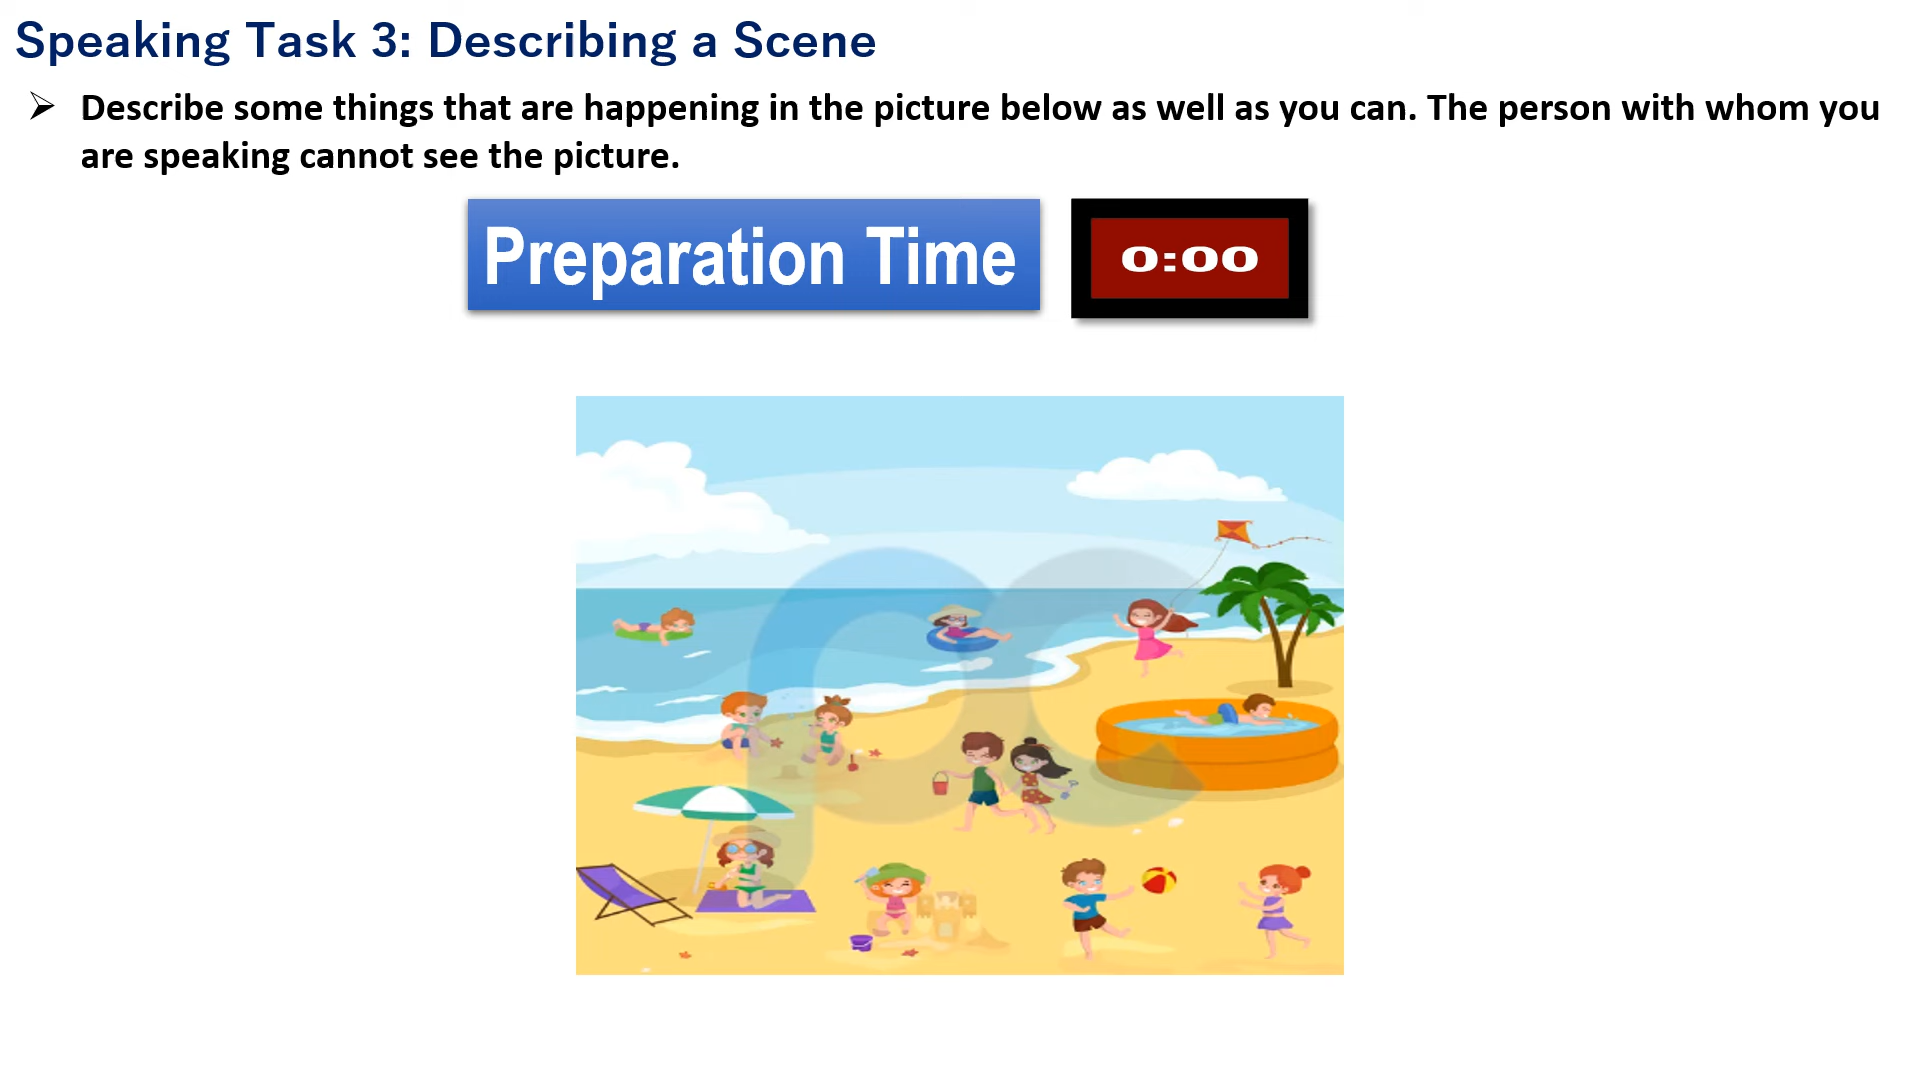 Speaking Task 3: Describing a Scene
Describe some things that are happening in the picture below as well as you can. The person with whom you
are speaking cannot see the picture.
Preparation Time
0:00